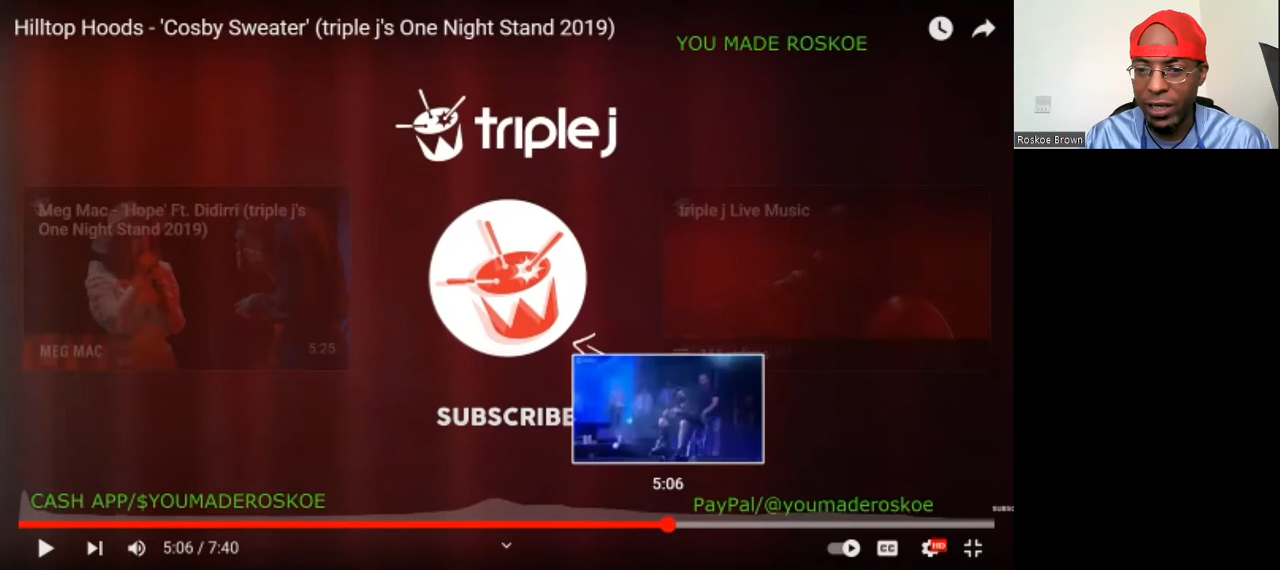 Hilltop Hoods - 'Cosby Sweater' (triple j's One Night Stand 2019)
YOU MADE ROSKOE
Roskoe Brown
triple j
Meg Mac - 'Hope' Ft. Didirri (triple j's
One Night Stand 2019)
triple j Live Music
MEG MAC
5:25
SUBSCRIBE
5:06
CASH APP/$YOUMADEROSKOE
PayPal/@youmaderoskoe
5:06 / 7:40
CC
HD